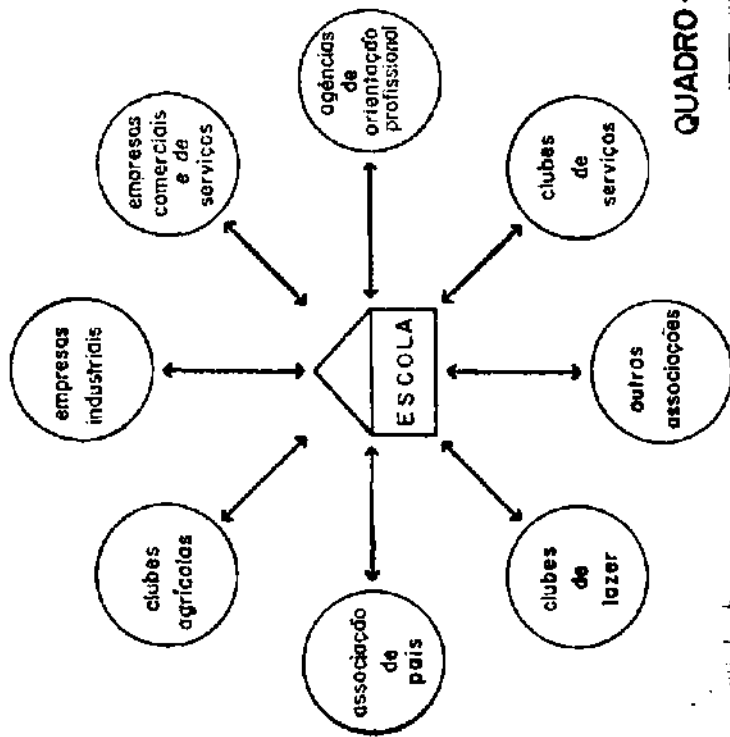 empresas
industriais
empresas
comerciais
e de
serviços
agências
de
orientação
profissional
clubes
de
serviços
outras
associações
clubes
de
lazer
associação
de
pais
clubes
agrícolas
ESCOLA
QUADRO